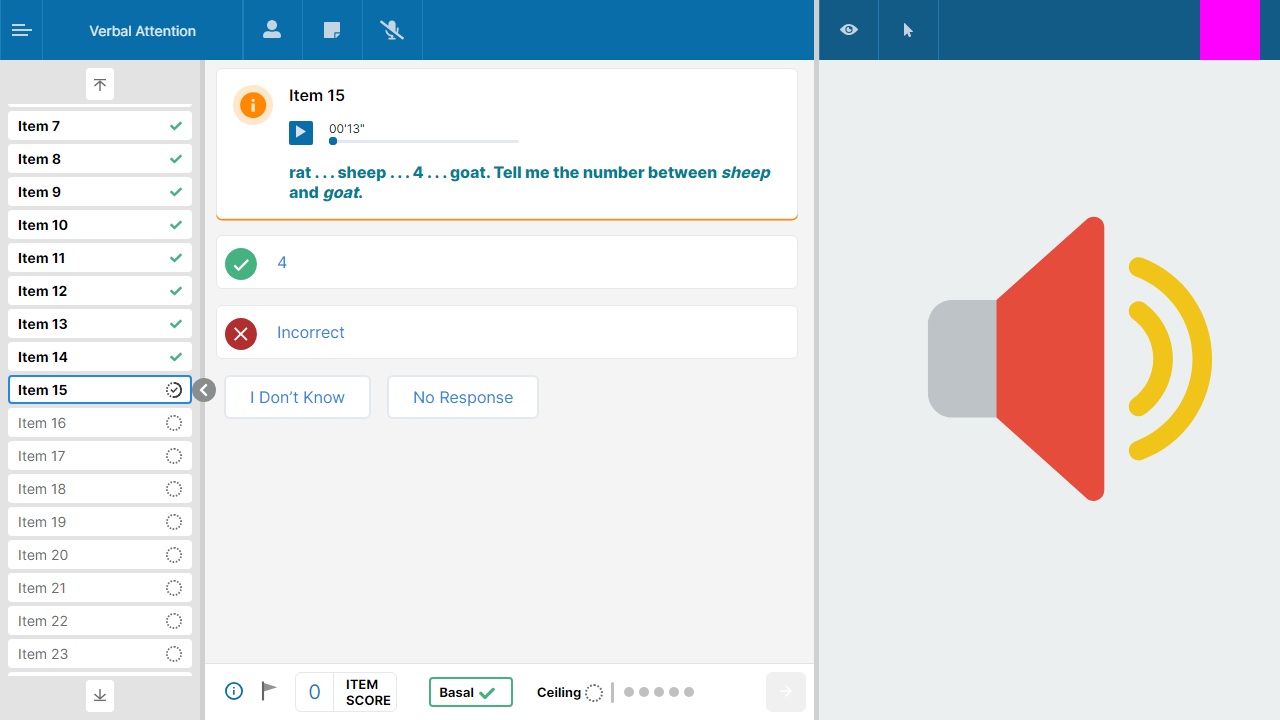 Verbal Attention
Item 7
Item 8
Item 9
Item 10
Item 11
Item 12
Item 13
Item 14
Item 15
Item 16
Item 17
Item 18
Item 19
Item 20
Item 21
Item 22
Item 23
Item 15
00'13"
rat . . . sheep . . . 4 . . . goat. Tell me the number between sheep
and goat.
4
Incorrect
I Don’t Know
No Response
0
ITEM
SCORE
Basal
Ceiling